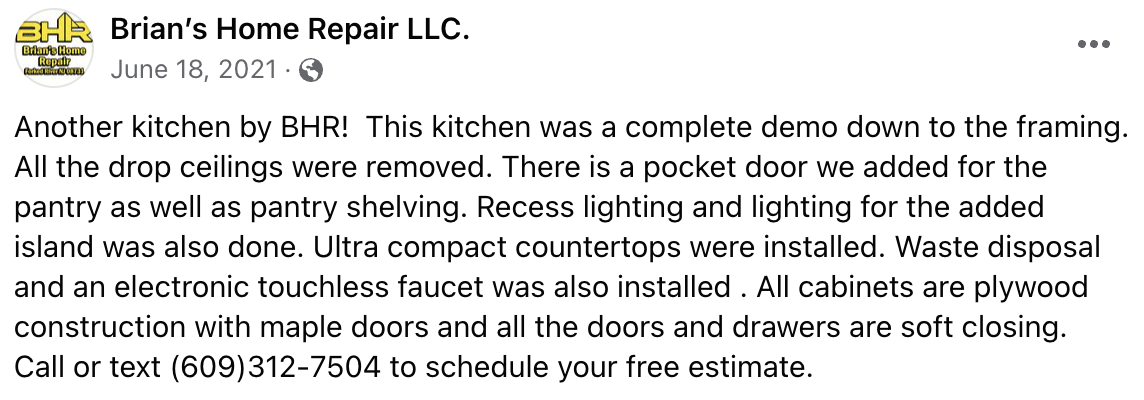 BHR
Brian's Home
Repair
Forked River NJ 08731
Brian's Home Repair LLC.
June 18, 2021 ·
Another kitchen by BHR!  This kitchen was a complete demo down to the framing.
All the drop ceilings were removed. There is a pocket door we added for the
pantry as well as pantry shelving. Recess lighting and lighting for the added
island was also done. Ultra compact countertops were installed. Waste disposal
and an electronic touchless faucet was also installed . All cabinets are plywood
construction with maple doors and all the doors and drawers are soft closing.
Call or text (609)312-7504 to schedule your free estimate.